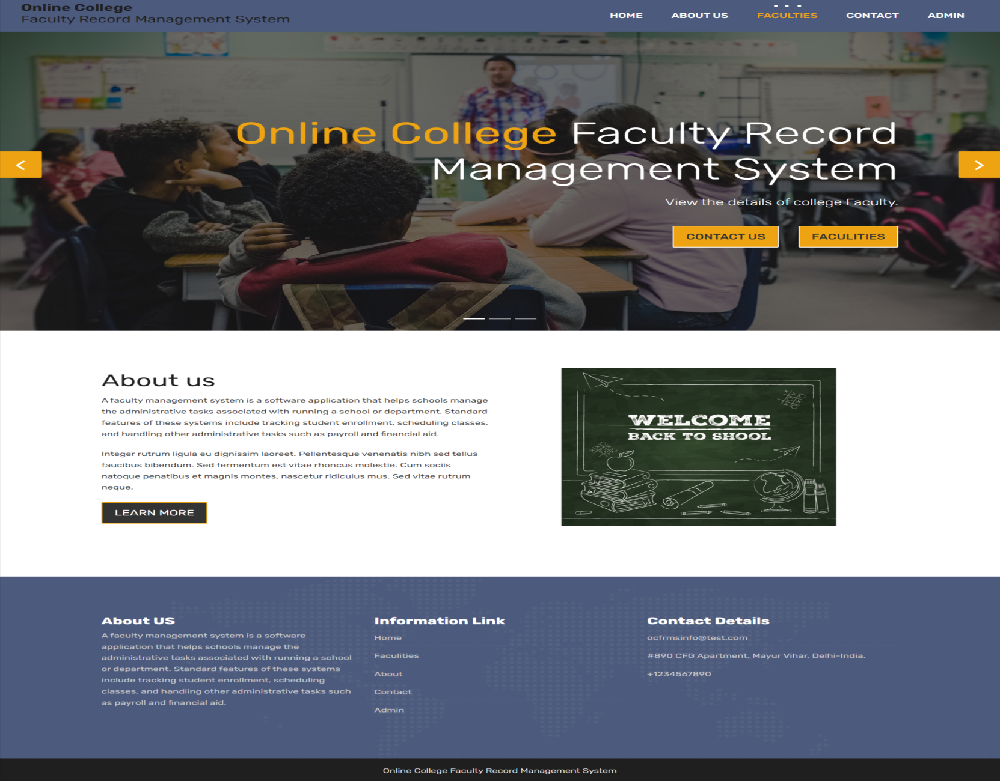 Online College
Faculty Record Management System
HOME ABOUT US FACULTIES CONTACT ADMIN
Online College Faculty Record
Management System
View the details of college Faculty.
CONTACT US FACULITIES
About us
A faculty management system is a software application that helps schools manage
the administrative tasks associated with running a school or department. Standard
features of these systems include tracking student enrollment, scheduling classes,
and handling other administrative tasks such as payroll and financial aid.
Integer rutrum ligula eu dignissim laoreet. Pellentesque venenatis nibh sed tellus
faucibus bibendum. Sed fermentum est vitae rhoncus molestie. Cum sociis
natoque penatibus et magnis montes, nascetur ridiculus mus. Sed vitae rutrum
neque.
LEARN MORE
WELCOME
BACK TO SHOOL
About US
A faculty management system is a software
application that helps schools manage the
administrative tasks associated with running a school
or department. Standard features of these systems
include tracking student enrollment, scheduling
classes, and handling other administrative tasks such
as payroll and financial aid.
Information Link
Home
Faculities
About
Contact
Admin
Contact Details
ocfrmsinfo@test.com
#890 CFG Apartment, Mayur Vihar, Delhi-India.
+1234567890
Online College Faculty Record Management System